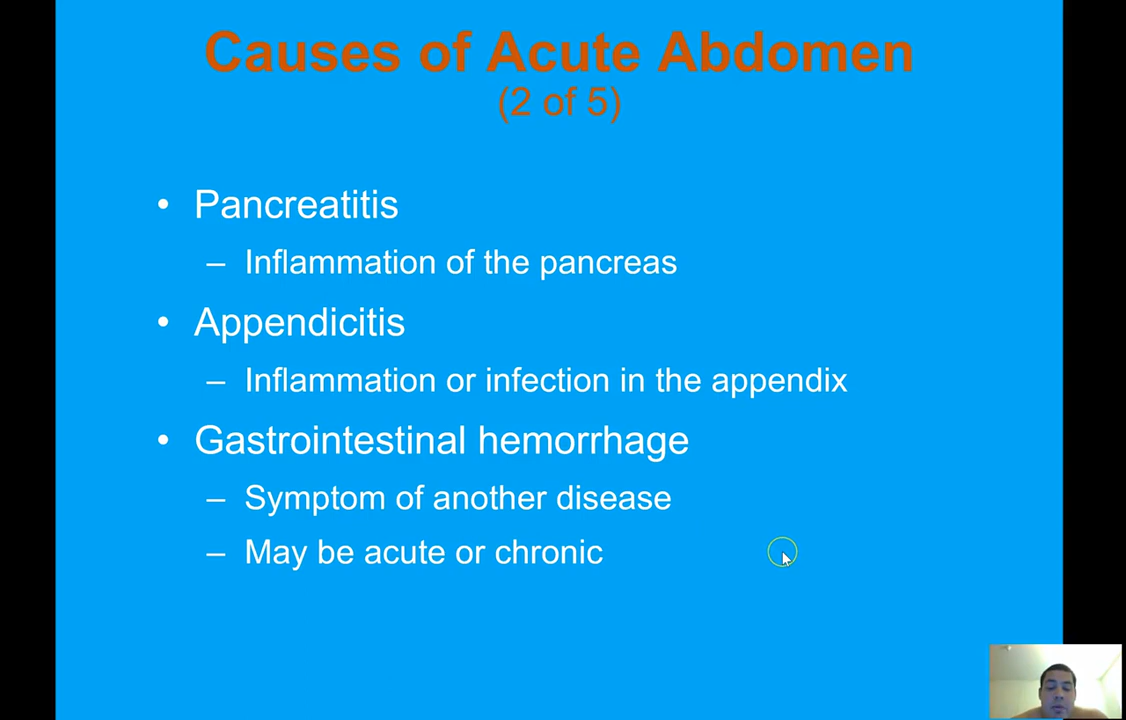 Causes of Acute Abdomen
(2 of 5)
• Pancreatitis
– Inflammation of the pancreas
• Appendicitis
– Inflammation or infection in the appendix
• Gastrointestinal hemorrhage
– Symptom of another disease
– May be acute or chronic